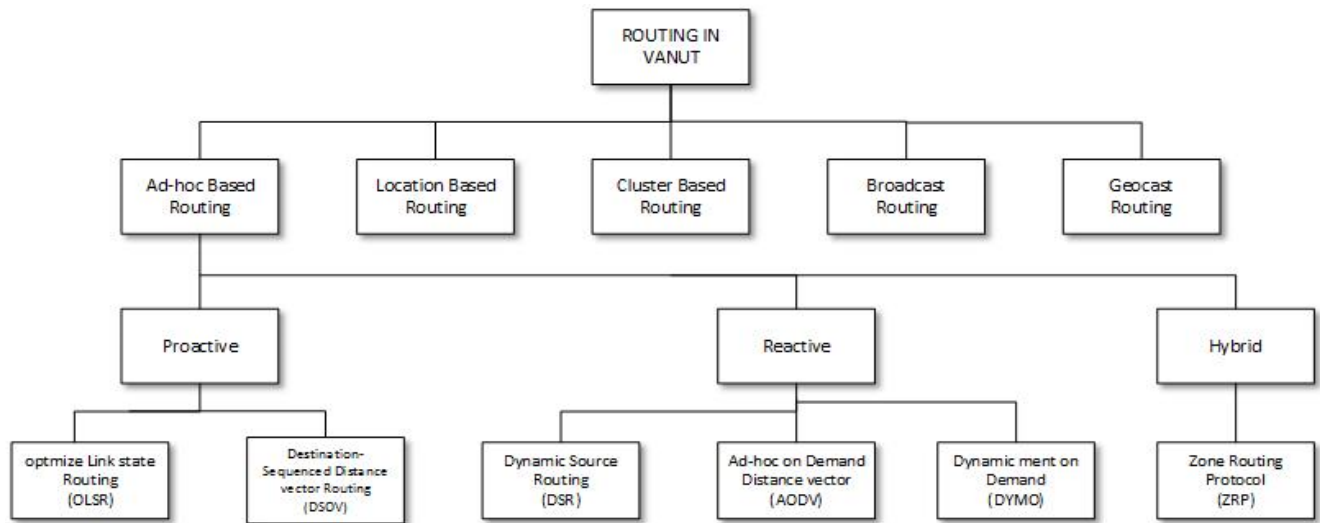 ROUTING IN
VANUT
Ad-hoc Based
Routing
Location Based
Routing
Cluster Based
Routing
Broadcast
Routing
Geocast
Routing
Proactive
Reactive
Hybrid
optmize Link state
Routing
(OLSR)
Destination-
Sequenced Distance
vector Routing
(DSOV)
Dynamic Source
Routing
(DSR)
Ad-hoc on Demand
Distance vector
(AODV)
Dynamic ment on
Demand
(DYMO)
Zone Routing
Protocol
(ZRP)